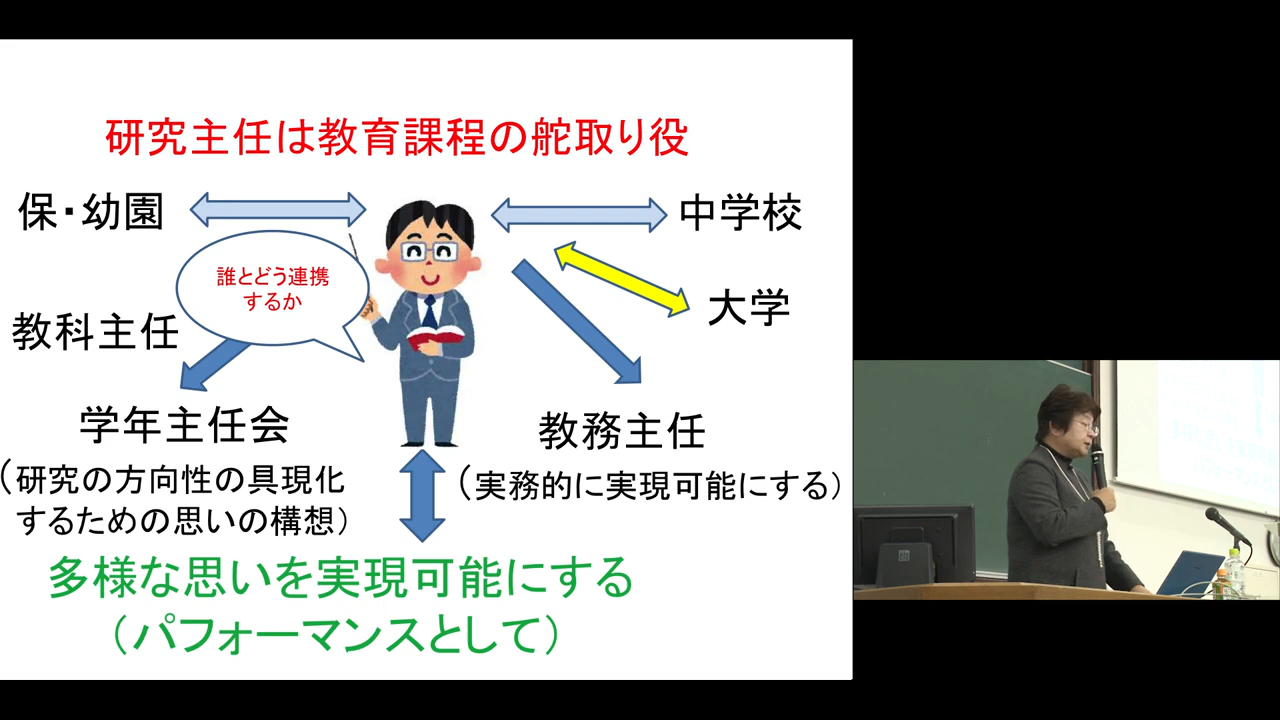 研究主任は教育課程の舵取り役
保・幼園
中学校
誰とどう連携
するか
大学
教科主任
学年主任会
教務主任
（研究の方向性の具現化
するための思いの構想）
（実務的に実現可能にする）
多様な思いを実現可能にする
（パフォーマンスとして）